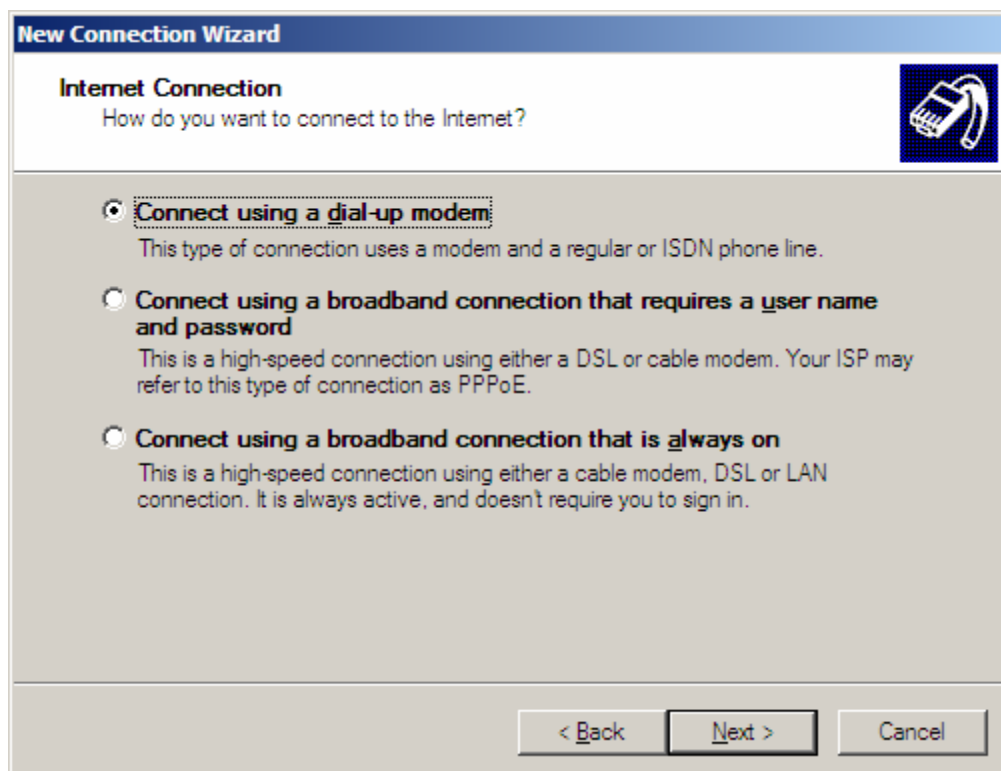 New Connection Wizard
Internet Connection
How do you want to connect to the Internet?
Connect using a dial-up modem
This type of connection uses a modem and a regular or ISDN phone line.
Connect using a broadband connection that requires a user name
and password
This is a high-speed connection using either a DSL or cable modem. Your ISP may
refer to this type of connection as PPPoE.
Connect using a broadband connection that is always on
This is a high-speed connection using either a cable modem, DSL or LAN
connection. It is always active, and doesn't require you to sign in.
< Back Next > Cancel